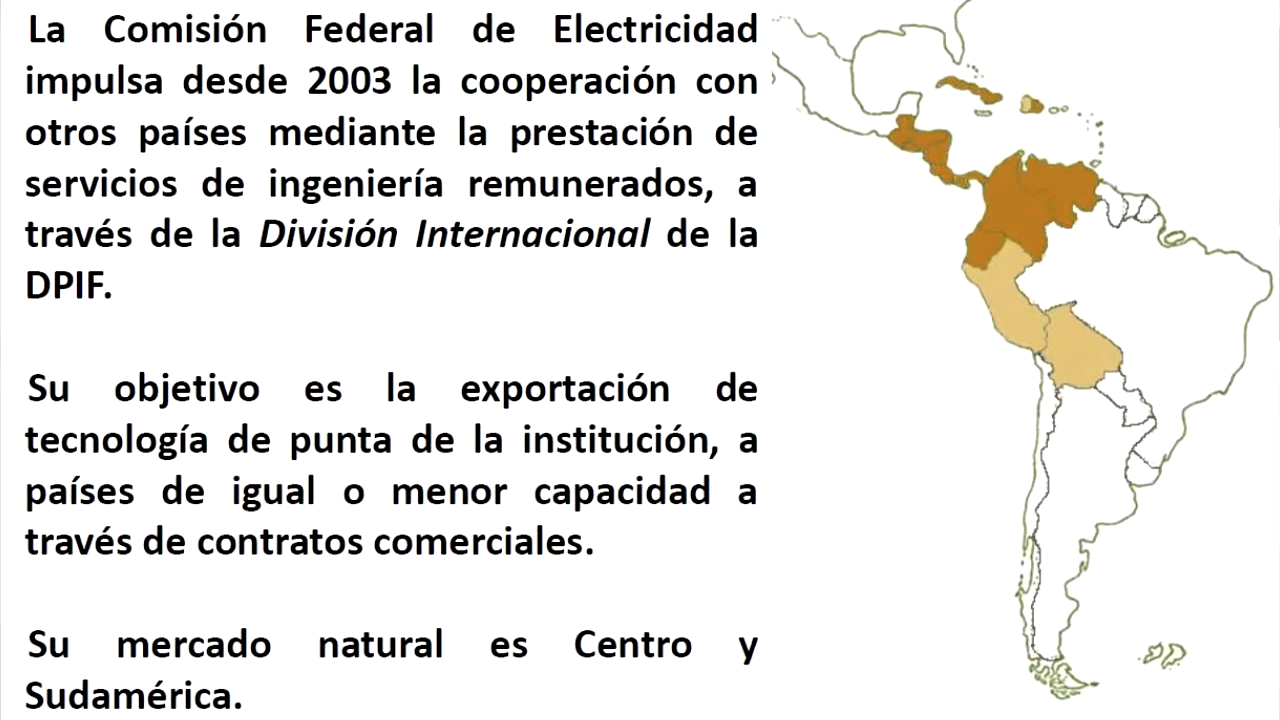 La Comisión Federal de Electricidad
impulsa desde 2003 la cooperación con
otros países mediante la prestación de
servicios de ingeniería remunerados, a
través de la División Internacional de la
DPIF.
Su objetivo es la exportación de
tecnología de punta de la institución, a
países de igual o menor capacidad a
través de contratos comerciales.
Su mercado natural es Centro y
Sudamérica.